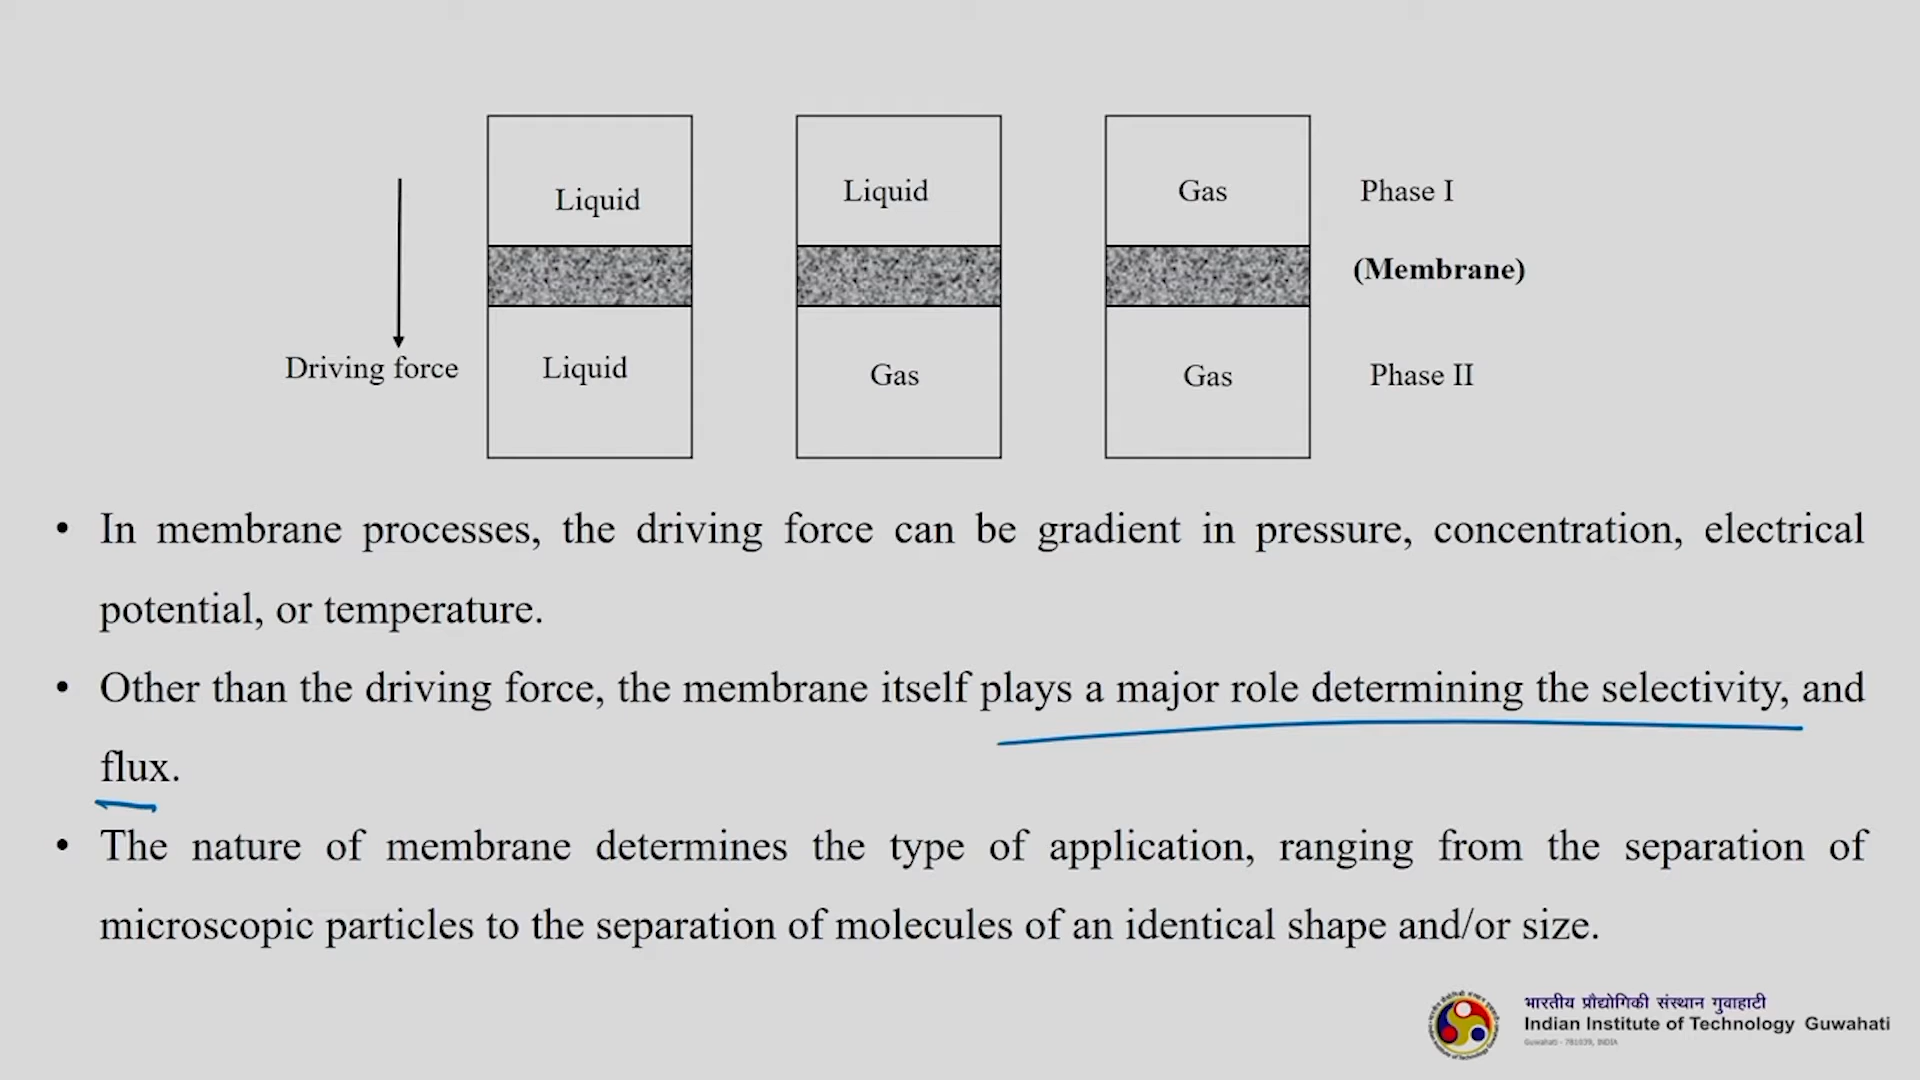 Liquid Liquid Gas Phase I
(Membrane)
Driving force Liquid Gas Gas Phase II
• In membrane processes, the driving force can be gradient in pressure, concentration, electrical
potential, or temperature.
• Other than the driving force, the membrane itself plays a major role determining the selectivity, and
flux.
• The nature of membrane determines the type of application, ranging from the separation of
microscopic particles to the separation of molecules of an identical shape and/or size.
भारतीय प्रौद्योगिकी संस्थान गुवाहाटी
Indian Institute of Technology Guwahati
Guwahati - 781039, INDIA